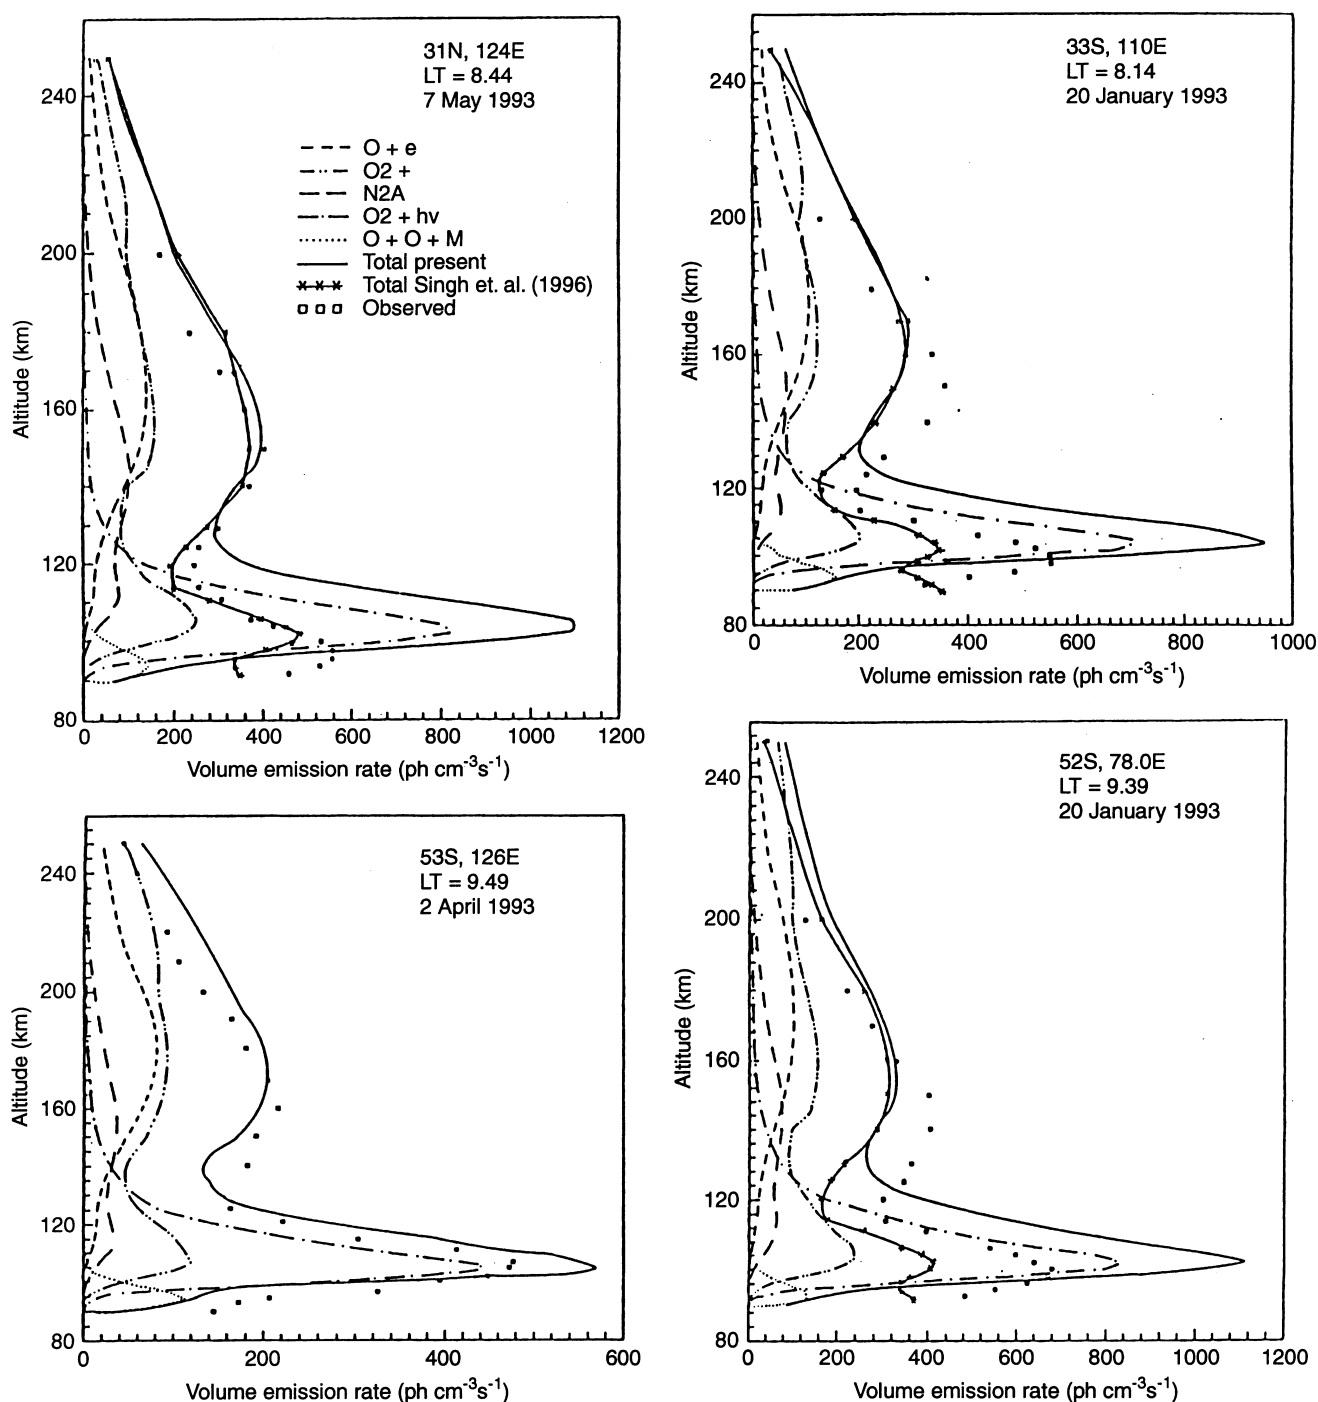 31N, 124E
LT = 8.44
7 May 1993
O + e
O2 +
N2A
O2 + hν
O + O + M
Total present
Total Singh et. al. (1996)
Observed
240
200
160
120
80
Altitude (km)
0 200 400 600 800 1000 1200
Volume emission rate (ph cm-3s-1)
33S, 110E
LT = 8.14
20 January 1993
240
200
160
120
80
Altitude (km)
0 200 400 600 800 1000
Volume emission rate (ph cm-3s-1)
53S, 126E
LT = 9.49
2 April 1993
240
200
160
120
80
Altitude (km)
0 200 400 600
Volume emission rate (ph cm-3s-1)
52S, 78.0E
LT = 9.39
20 January 1993
240
200
160
120
80
Altitude (km)
0 200 400 600 800 1000 1200
Volume emission rate (ph cm-3s-1)